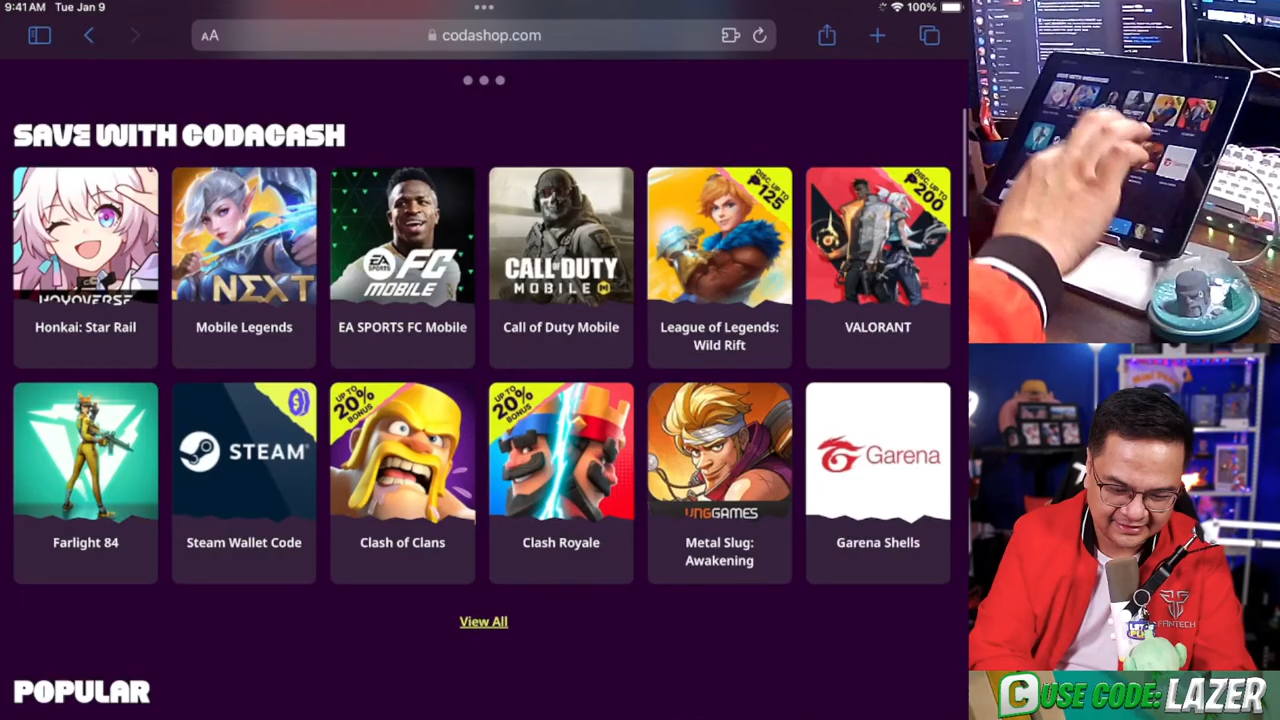 9:41 AM Tue Jan 9
100%
AA
codashop.com
SAVE WITH CODACASH
HOYOVERSE
Honkai: Star Rail
NEXT
Mobile Legends
EA SPORTS
FC
MOBILE
EA SPORTS FC Mobile
CALL OF DUTY
MOBILE
Call of Duty Mobile
DISC. UP TO
₱125
League of Legends:
Wild Rift
DISC. UP TO
₱200
VALORANT
Farlight 84
STEAM
Steam Wallet Code
UP TO
20%
BONUS
Clash of Clans
UP TO
20%
BONUS
Clash Royale
VNGGAMES
Metal Slug:
Awakening
Garena
Garena Shells
View All
POPULAR
FANTECH
USE CODE: LAZER